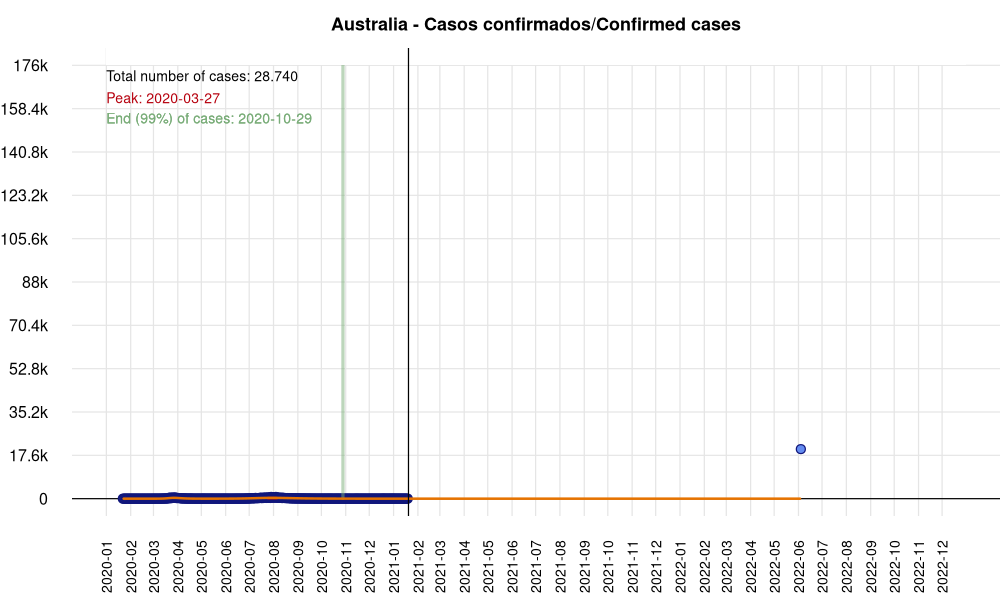 Australia - Casos confirmados/Confirmed cases
176k
Total number of cases: 28.740
Peak: 2020-03-27
158.4k
End (99%) of cases: 2020-10-29
140.8k
123.2k
105.6k
88k
70.4k
52.8k
35.2k
17.6k
0
2020-01
2020-02
2020-03
2020-04
2020-05
2020-06
2020-07
2020-08
2020-09
2020-10
2020-11
2020-12
2021-01
2021-02
2021-03
2021-04
2021-05
2021-06
2021-07
2021-08
2021-09
2021-10
2021-11
2021-12
2022-01
2022-02
2022-03
2022-04
2022-05
2022-06
2022-07
2022-08
2022-09
2022-10
2022-11
2022-12